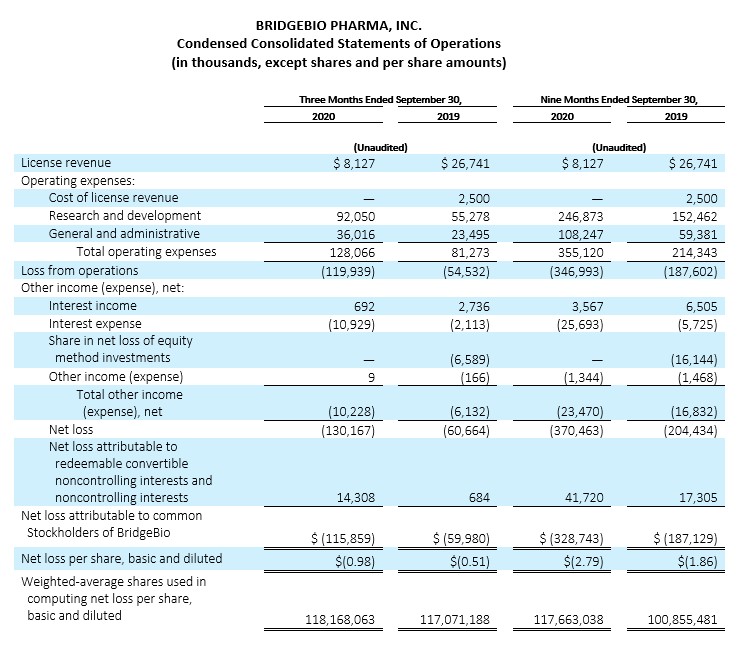 BRIDGEBIO PHARMA, INC.
Condensed Consolidated Statements of Operations
(in thousands, except shares and per share amounts)
Three Months Ended September 30, Nine Months Ended September 30,
2020 2019 2020 2019
(Unaudited) (Unaudited)
License revenue $ 8,127 $ 26,741 $ 8,127 $ 26,741
Operating expenses:
Cost of license revenue — 2,500 — 2,500
Research and development 92,050 55,278 246,873 152,462
General and administrative 36,016 23,495 108,247 59,381
Total operating expenses 128,066 81,273 355,120 214,343
Loss from operations (119,939) (54,532) (346,993) (187,602)
Other income (expense), net:
Interest income 692 2,736 3,567 6,505
Interest expense (10,929) (2,113) (25,693) (5,725)
Share in net loss of equity
method investments — (6,589) — (16,144)
Other income (expense) 9 (166) (1,344) (1,468)
Total other income
(expense), net (10,228) (6,132) (23,470) (16,832)
Net loss (130,167) (60,664) (370,463) (204,434)
Net loss attributable to
redeemable convertible
noncontrolling interests and
noncontrolling interests 14,308 684 41,720 17,305
Net loss attributable to common
Stockholders of BridgeBio $ (115,859) $ (59,980) $ (328,743) $ (187,129)
Net loss per share, basic and diluted $(0.98) $(0.51) $(2.79) $(1.86)
Weighted-average shares used in
computing net loss per share,
basic and diluted 118,168,063 117,071,188 117,663,038 100,855,481